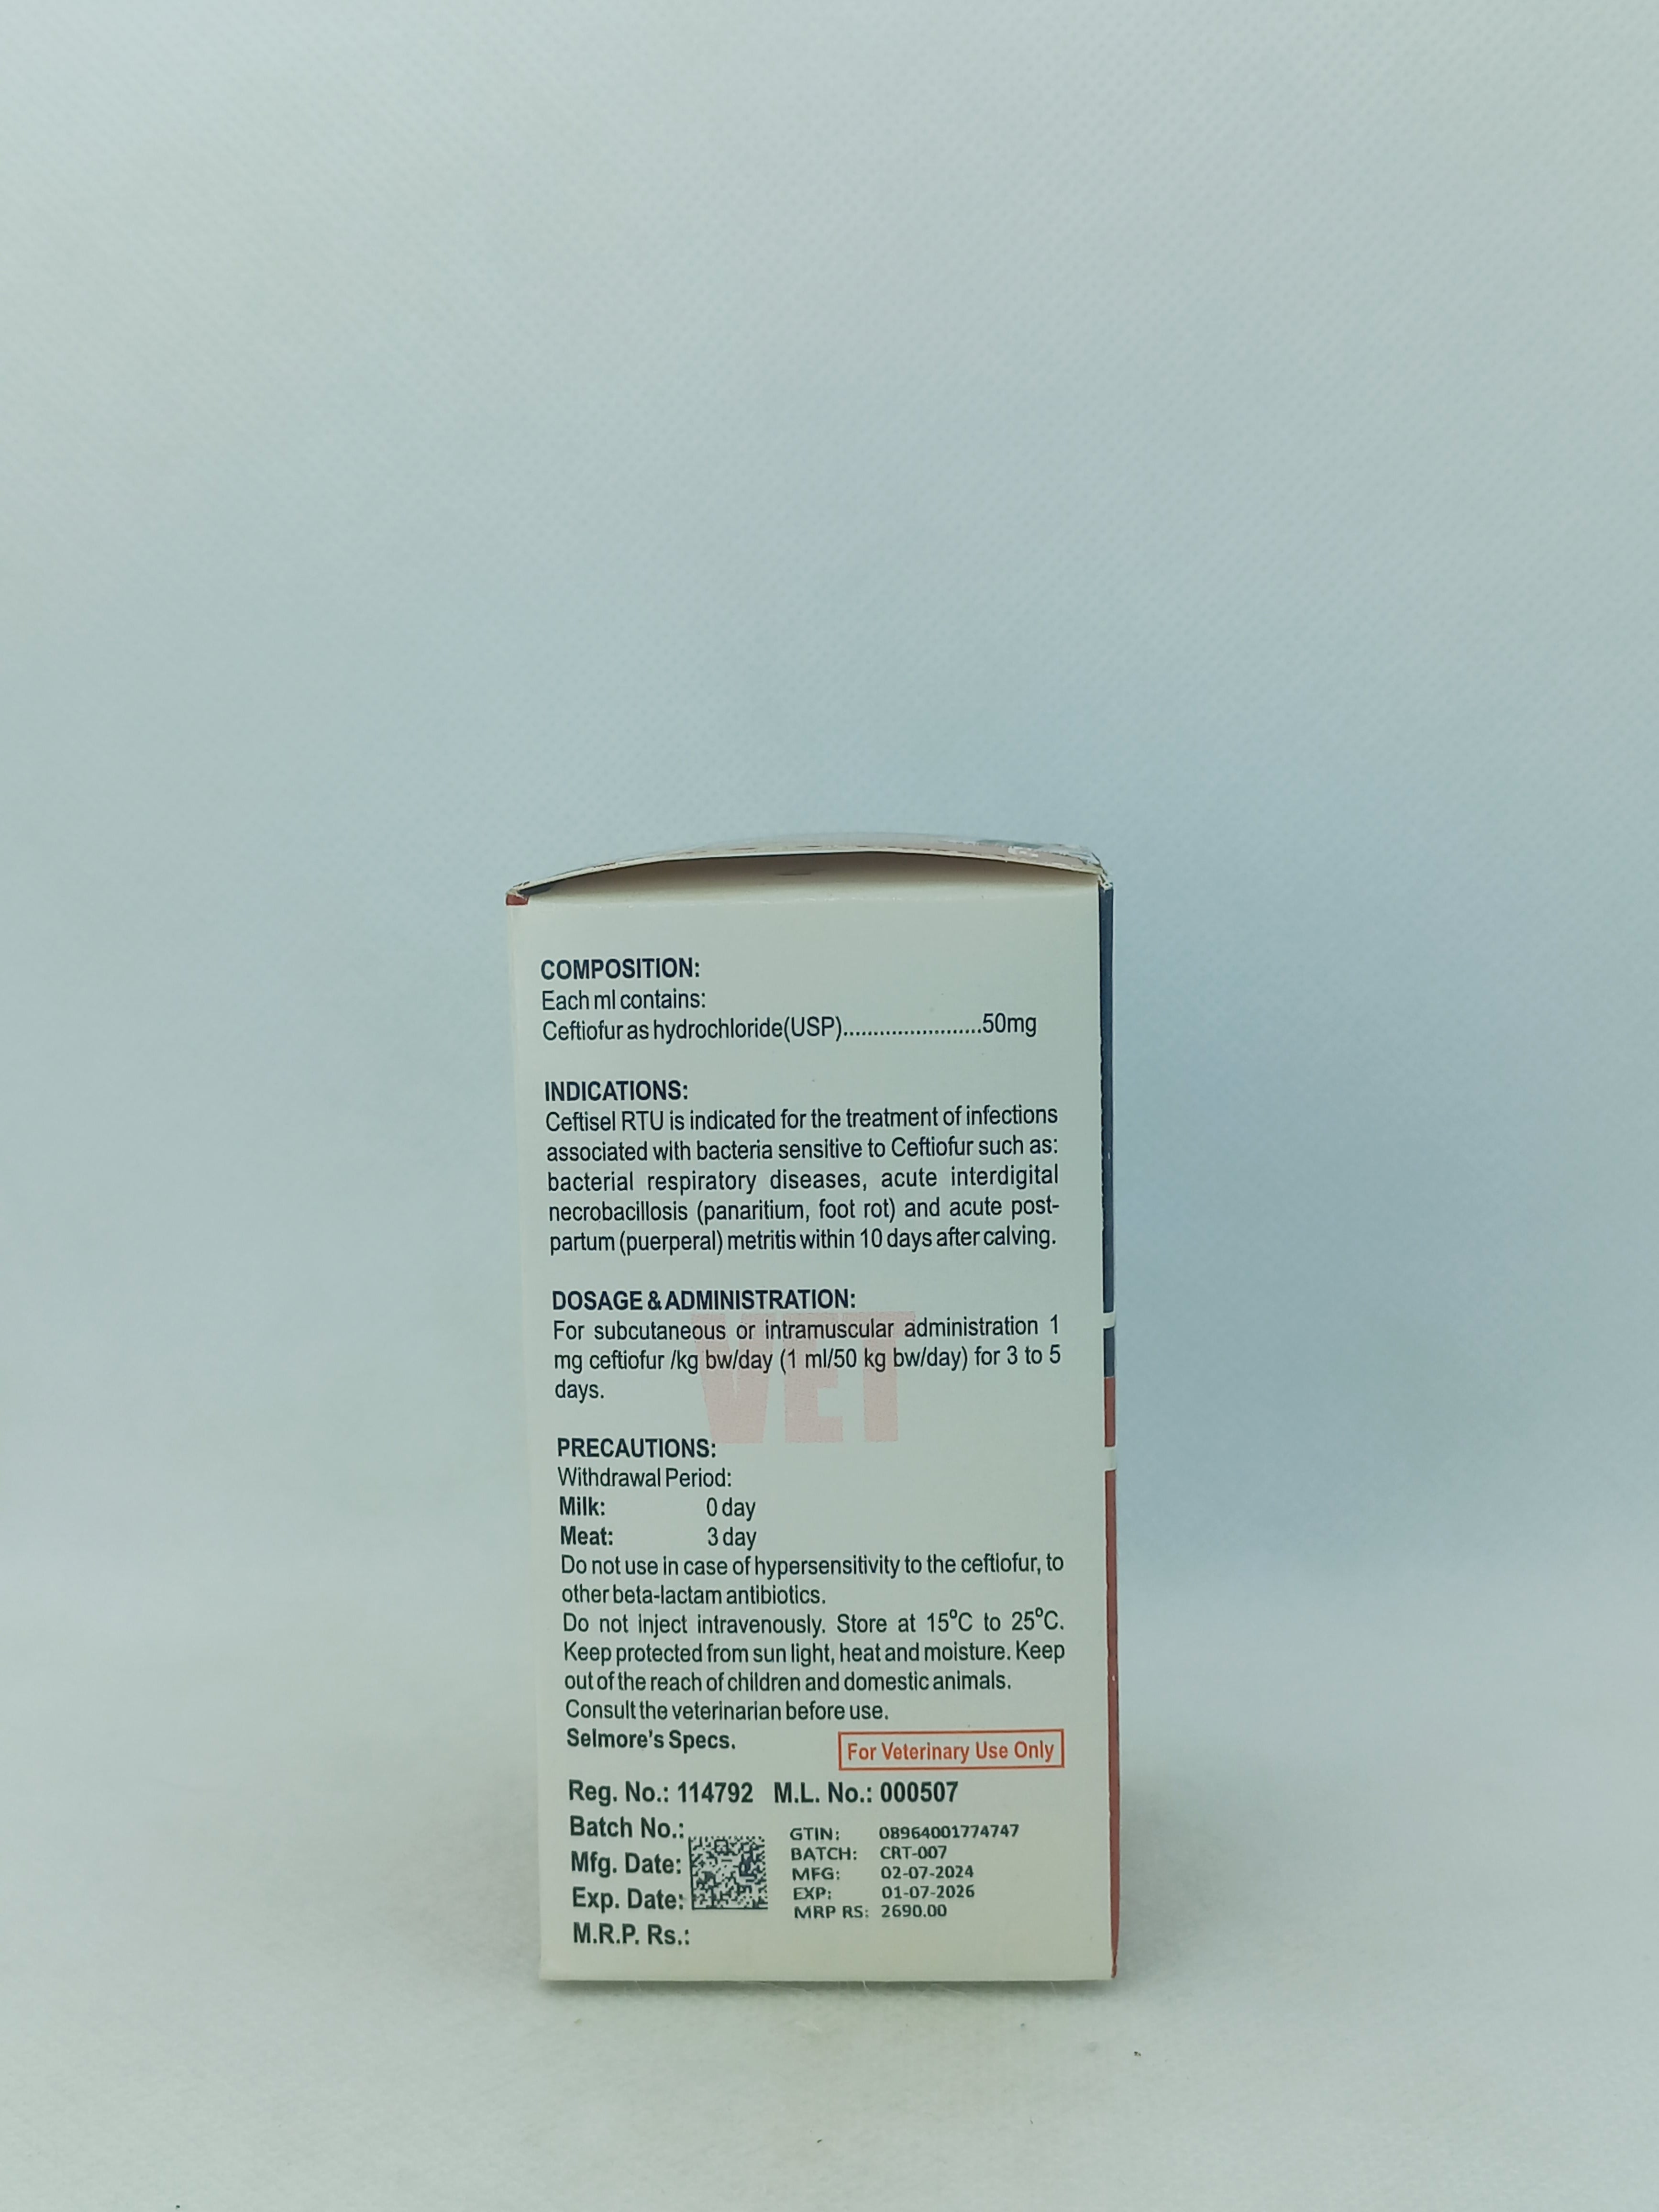 COMPOSITION:
Each ml contains:
Ceftiofur as hydrochloride(USP).......................50mg
INDICATIONS:
Ceftisel RTU is indicated for the treatment of infections
associated with bacteria sensitive to Ceftiofur such as:
bacterial respiratory diseases, acute interdigital
necrobacillosis (panaritium, foot rot) and acute post-
partum (puerperal) metritis within 10 days after calving.
DOSAGE & ADMINISTRATION:
For subcutaneous or intramuscular administration 1
mg ceftiofur /kg bw/day (1 ml/50 kg bw/day) for 3 to 5
days.
VET
PRECAUTIONS:
Withdrawal Period:
Milk: 0 day
Meat: 3 day
Do not use in case of hypersensitivity to the ceftiofur, to
other beta-lactam antibiotics.
Do not inject intravenously. Store at 15°C to 25°C.
Keep protected from sun light, heat and moisture. Keep
out of the reach of children and domestic animals.
Consult the veterinarian before use.
Selmore's Specs.
For Veterinary Use Only
Reg. No.: 114792 M.L. No.: 000507
Batch No.:
Mfg. Date:
Exp. Date:
M.R.P. Rs.:
GTIN: 08964001774747
BATCH: CRT-007
MFG: 02-07-2024
EXP: 01-07-2026
MRP RS: 2690.00